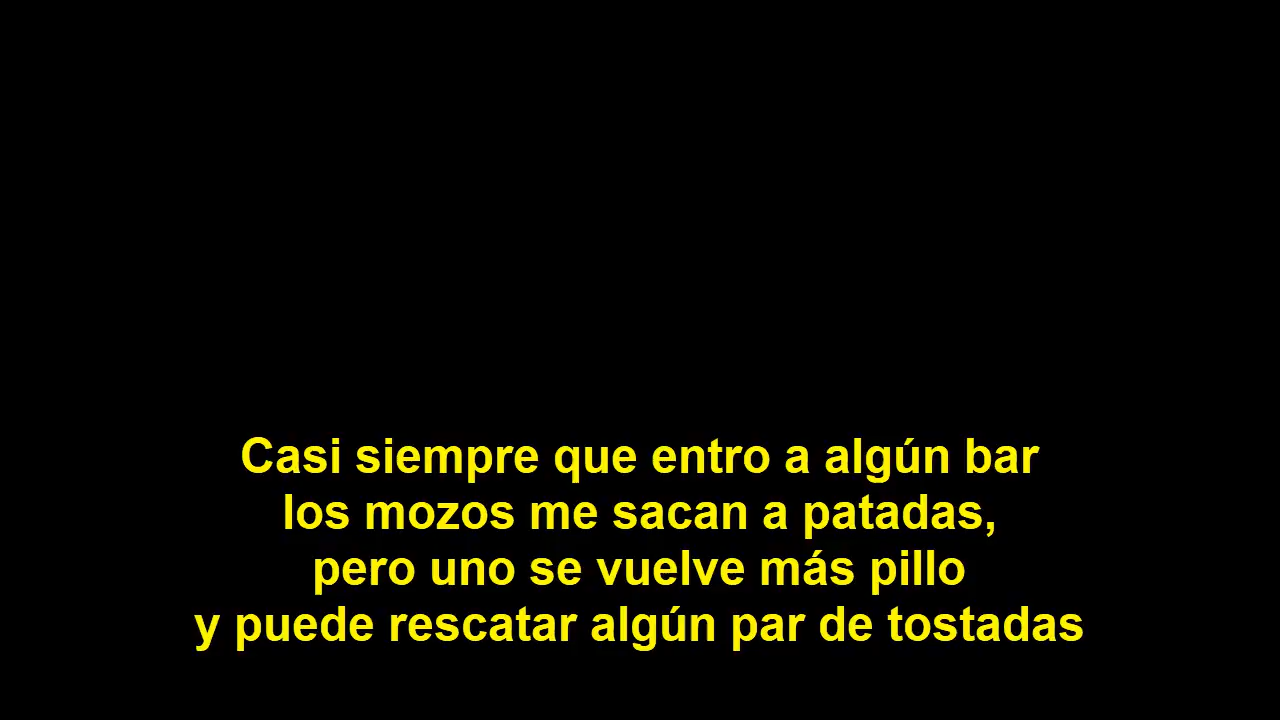 Casi siempre que entro a algún bar
los mozos me sacan a patadas,
pero uno se vuelve más pillo
y puede rescatar algún par de tostadas